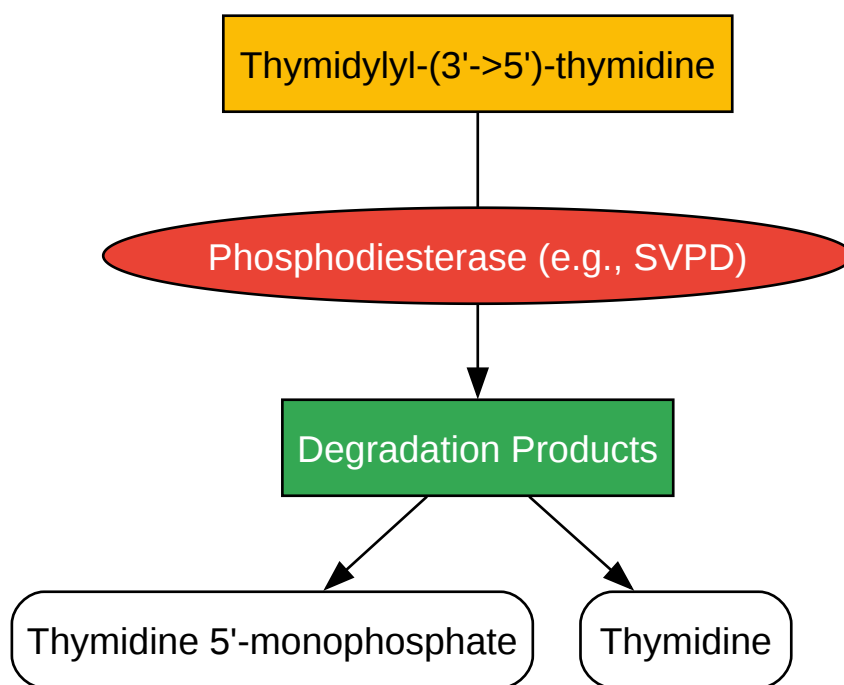 Thymidylyl-(3'->5')-thymidine
Phosphodiesterase (e.g., SVPD)
Degradation Products
Thymidine 5'-monophosphate
Thymidine